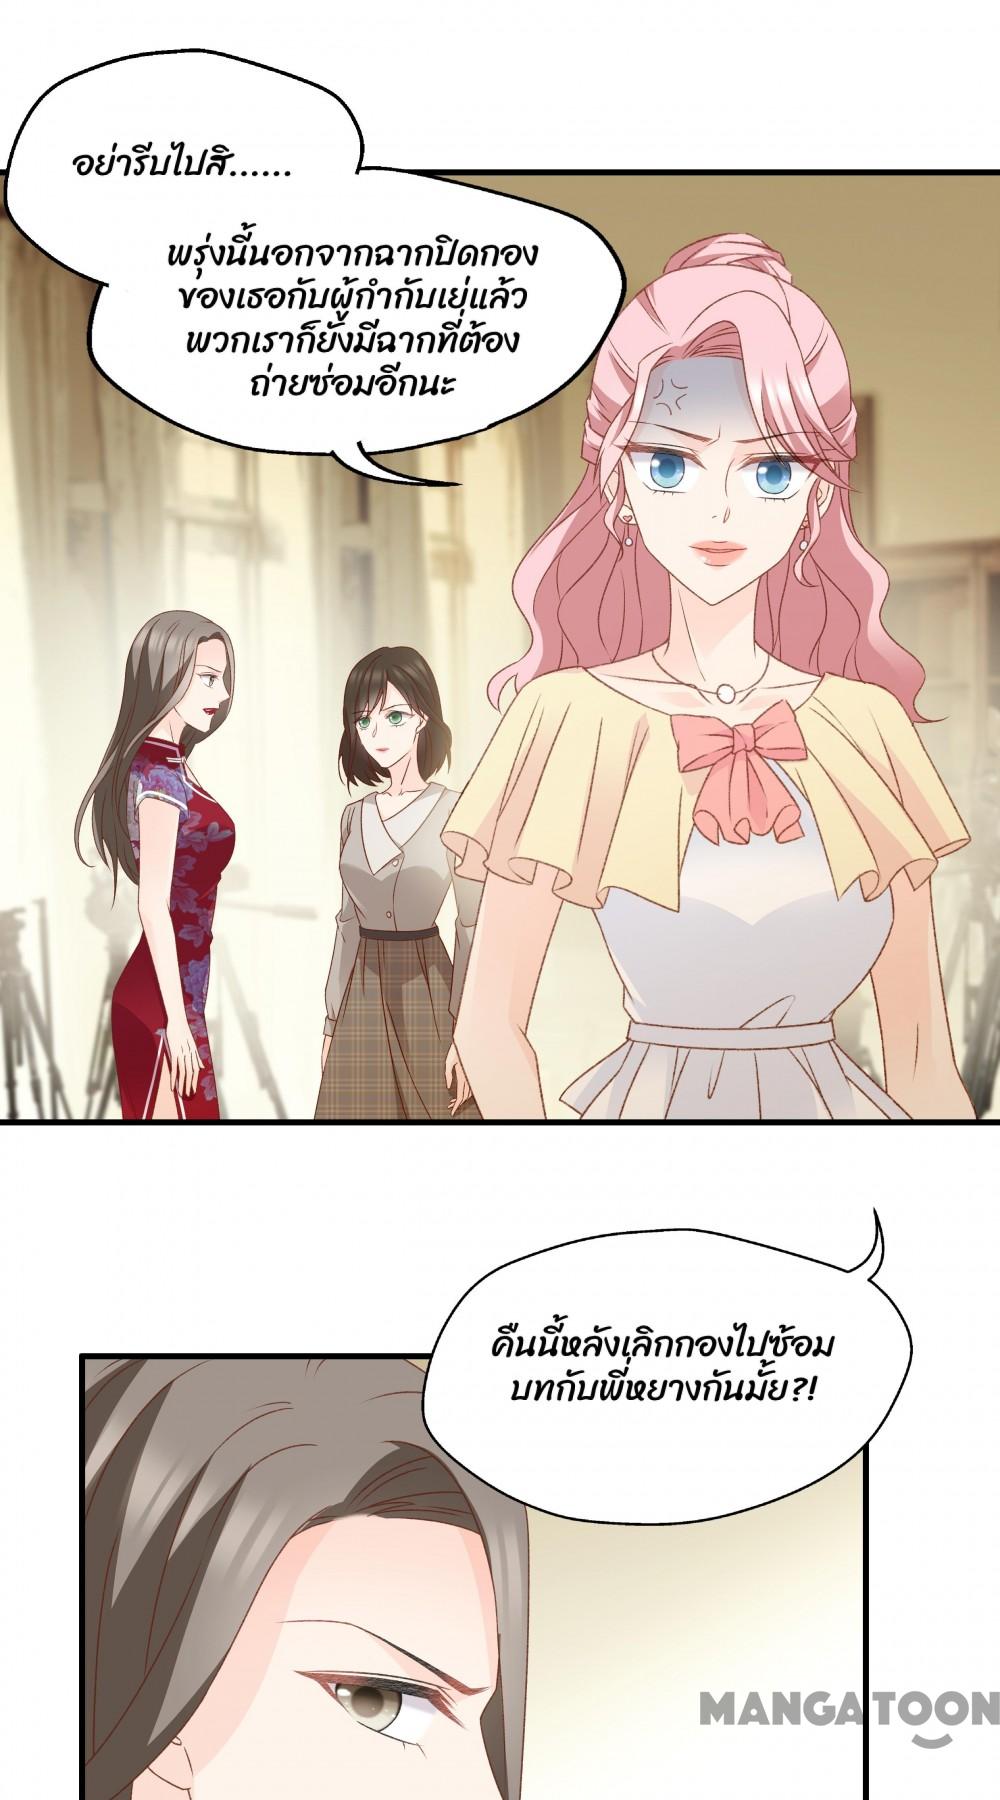 อย่ารีบไปสิ......
พรุ่งนี้นอกจากฉากปิดกอง
ของเธอกับผู้กำกับเย่แล้ว
พวกเราก็ยังมีฉากที่ต้อง
ถ่ายซ่อมอีกนะ
คืนนี้หลังเลิกกองไปซ้อม
บทกับพี่หยางกันมั้ย?!
MANGATOON